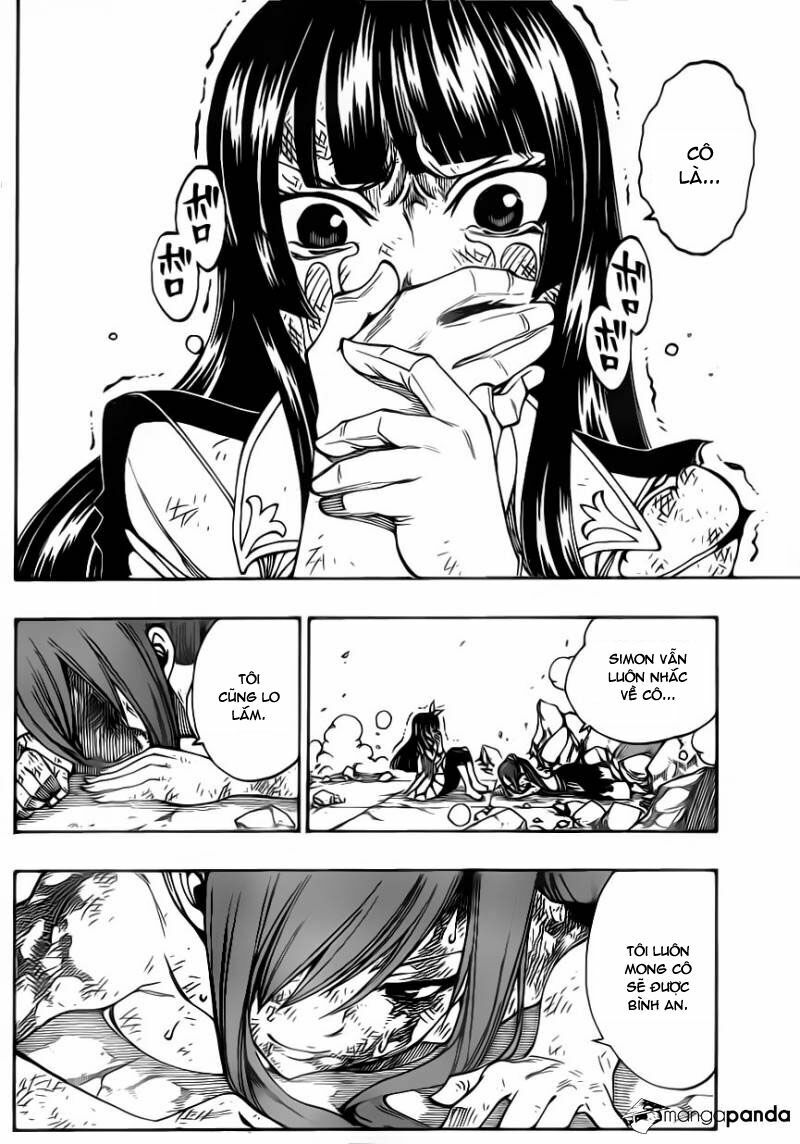 CÔ
LÀ...
ボロ
ボロ
ボロ
ボロ
SIMON VẪN
LUÔN NHẮC
VỀ CÔ...
TÔI
CŨNG LO
LẮM.
TÔI LUÔN
MONG CÔ
SẼ ĐƯỢC
BÌNH AN.
mangapanda